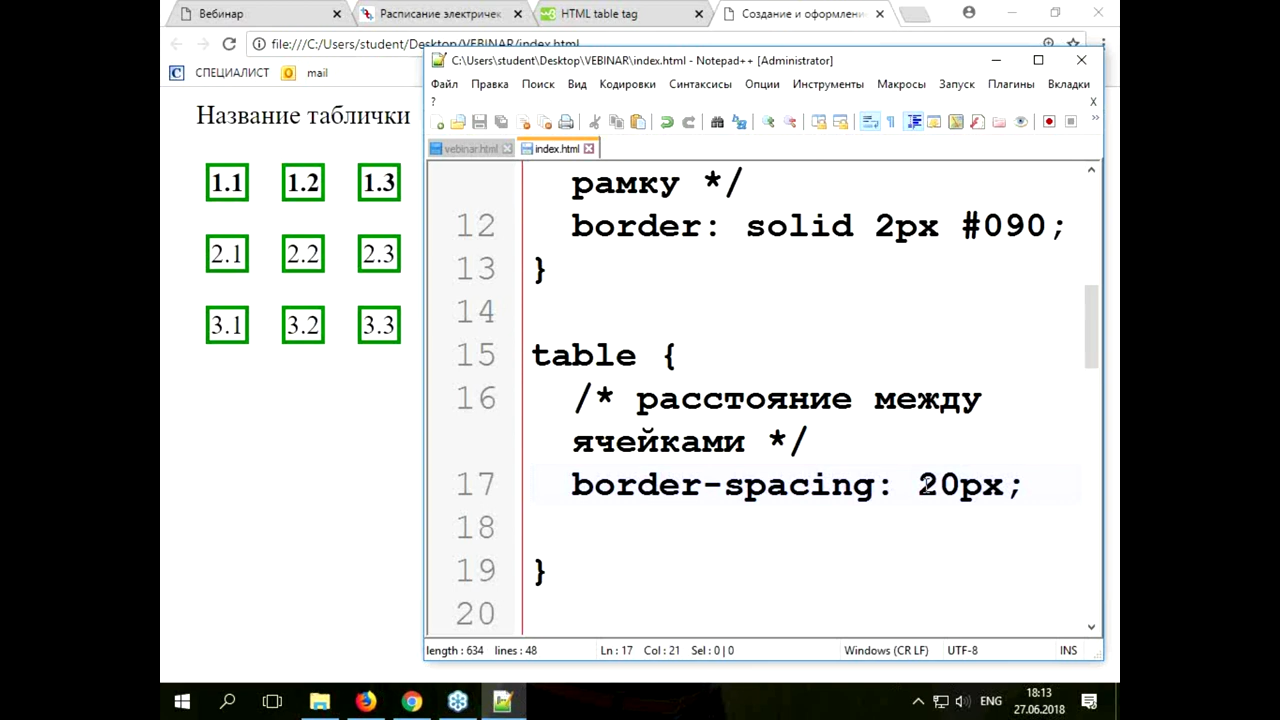 Вебинар
Расписание электричек
HTML table tag
Создание и оформлени
file:///C:/Users/student/Desktop/VEBINAR/index.html
СПЕЦИАЛИСТ
mail
Название таблички
1.1 1.2 1.3
2.1 2.2 2.3
3.1 3.2 3.3
C:\Users\student\Desktop\VEBINAR\index.html - Notepad++ [Administrator]
Файл Правка Поиск Вид Кодировки Синтаксисы Опции Инструменты Макросы Запуск Плагины Вкладки
? X
vebinar.html index.html
рамку */
12 border: solid 2px #090;
13 }
14
15 table {
16 /* расстояние между
ячейками */
17 border-spacing: 20px;
18
19 }
20
length : 634 lines : 48 Ln : 17 Col : 21 Sel : 0 | 0 Windows (CR LF) UTF-8 INS
ENG
18:13
27.06.2018